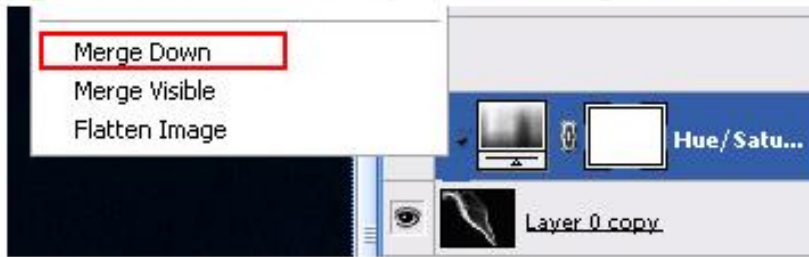 Merge Down
Merge Visible
Flatten Image
Hue/Satu...
Layer 0 copy